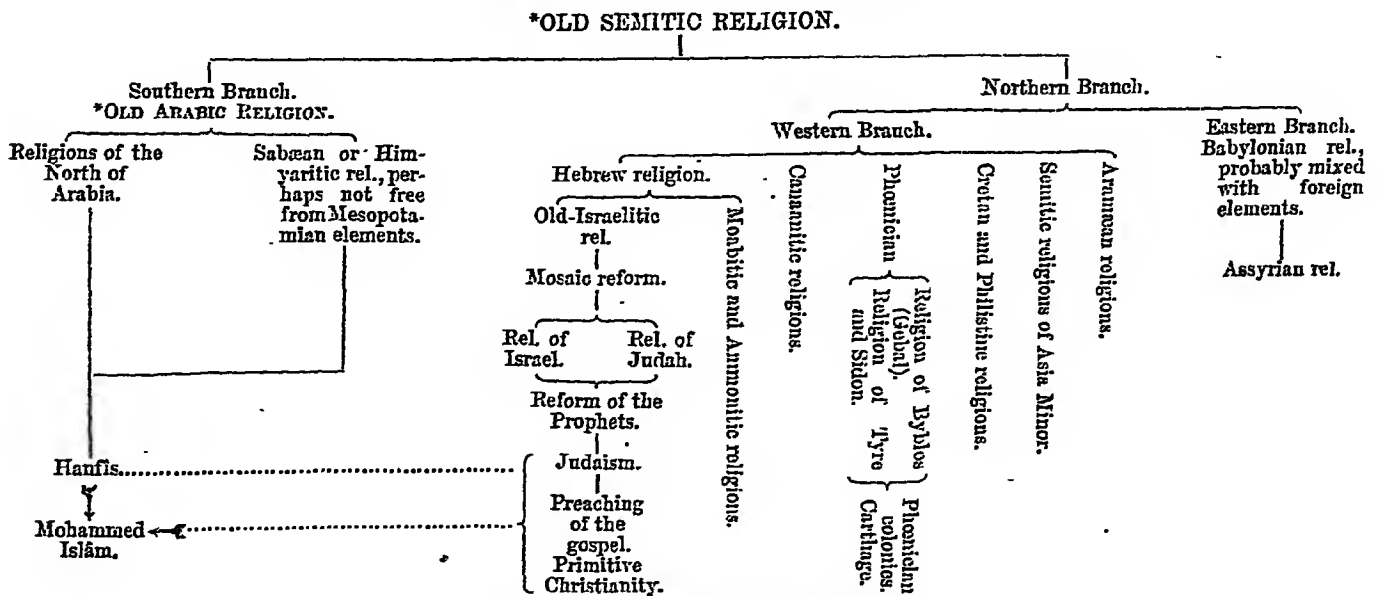 *OLD SEMITIC RELIGION.
Southern Branch.
*OLD ARABIC RELIGION.
Religions of the
North of
Arabia.
Sabæan or Him-
yaritic rel., per-
haps not free
from Mesopota-
mian elements.
Hanfîs
Mohammed
Islâm.
Northern Branch.
Western Branch.
Hebrew religion.
Old-Israelitic
rel.
Mosaic reform.
Rel. of
Israel.
Rel. of
Judah.
Reform of the
Prophets.
Judaism.
Preaching
of the
gospel.
Primitive
Christianity.
Moabitic and Ammonitic religions.
Canaanitic religions.
Phœnician
Religion of Byblos
(Gebal).
Religion of Tyre
and Sidon.
Phœnician
colonies.
Carthage.
Cretan and Philistine religions.
Semitic religions of Asia Minor.
Aramæan religions.
Eastern Branch.
Babylonian rel.,
probably mixed
with foreign
elements.
Assyrian rel.